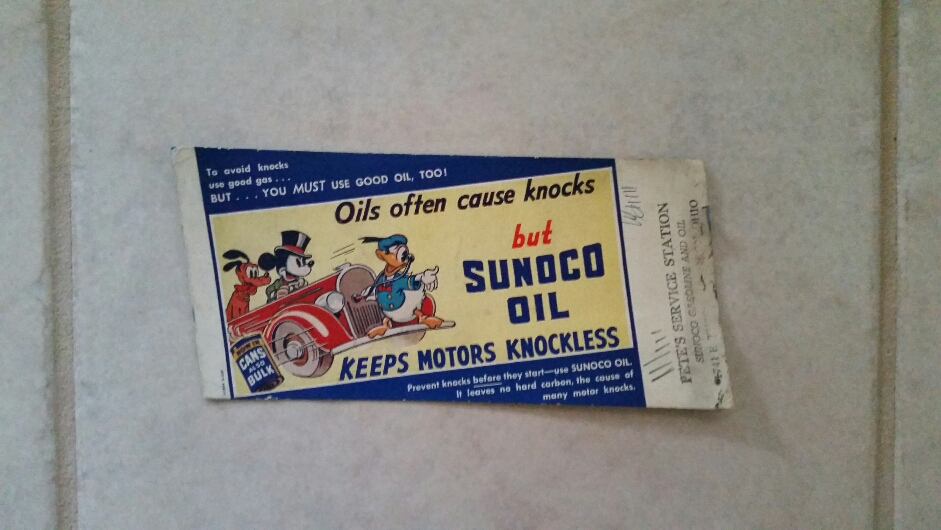 To avoid knocks
use good gas...
BUT... YOU MUST USE GOOD OIL, TOO!
Oils often cause knocks
but
SUNOCO
OIL
KEEPS MOTORS KNOCKLESS
CANS
ALSO
BULK
Prevent knocks before they start—use SUNOCO OIL.
It leaves no hard carbon, the cause of
many motor knocks.
PETE'S SERVICE STATION
SUNOCO GASOLINE AND OIL
OHIO